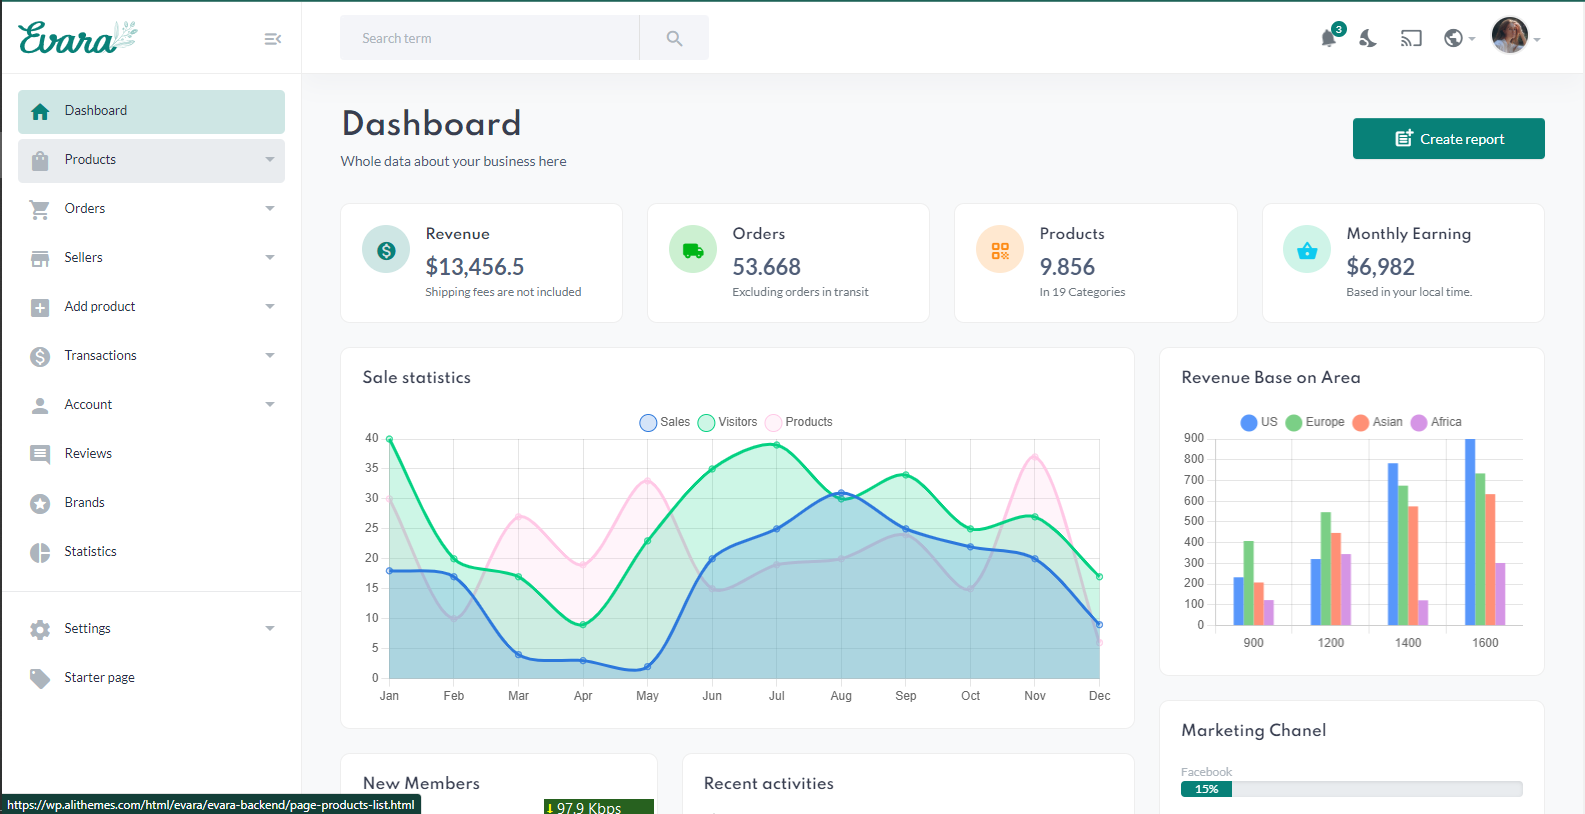 Evara
Search term
3
Dashboard
Products
Orders
Sellers
Add product
Transactions
Account
Reviews
Brands
Statistics
Settings
Starter page
Dashboard
Whole data about your business here
Create report
Revenue
$13,456.5
Shipping fees are not included
Orders
53.668
Excluding orders in transit
Products
9.856
In 19 Categories
Monthly Earning
$6,982
Based in your local time.
Sale statistics
Sales Visitors Products
40
35
30
25
20
15
10
5
0
Jan Feb Mar Apr May Jun Jul Aug Sep Oct Nov Dec
Revenue Base on Area
US Europe Asian Africa
900
800
700
600
500
400
300
200
100
0
900 1200 1400 1600
Marketing Chanel
Facebook
15%
New Members
Recent activities
97,9 Kbps
https://wp.alithemes.com/html/evara/evara-backend/page-products-list.html